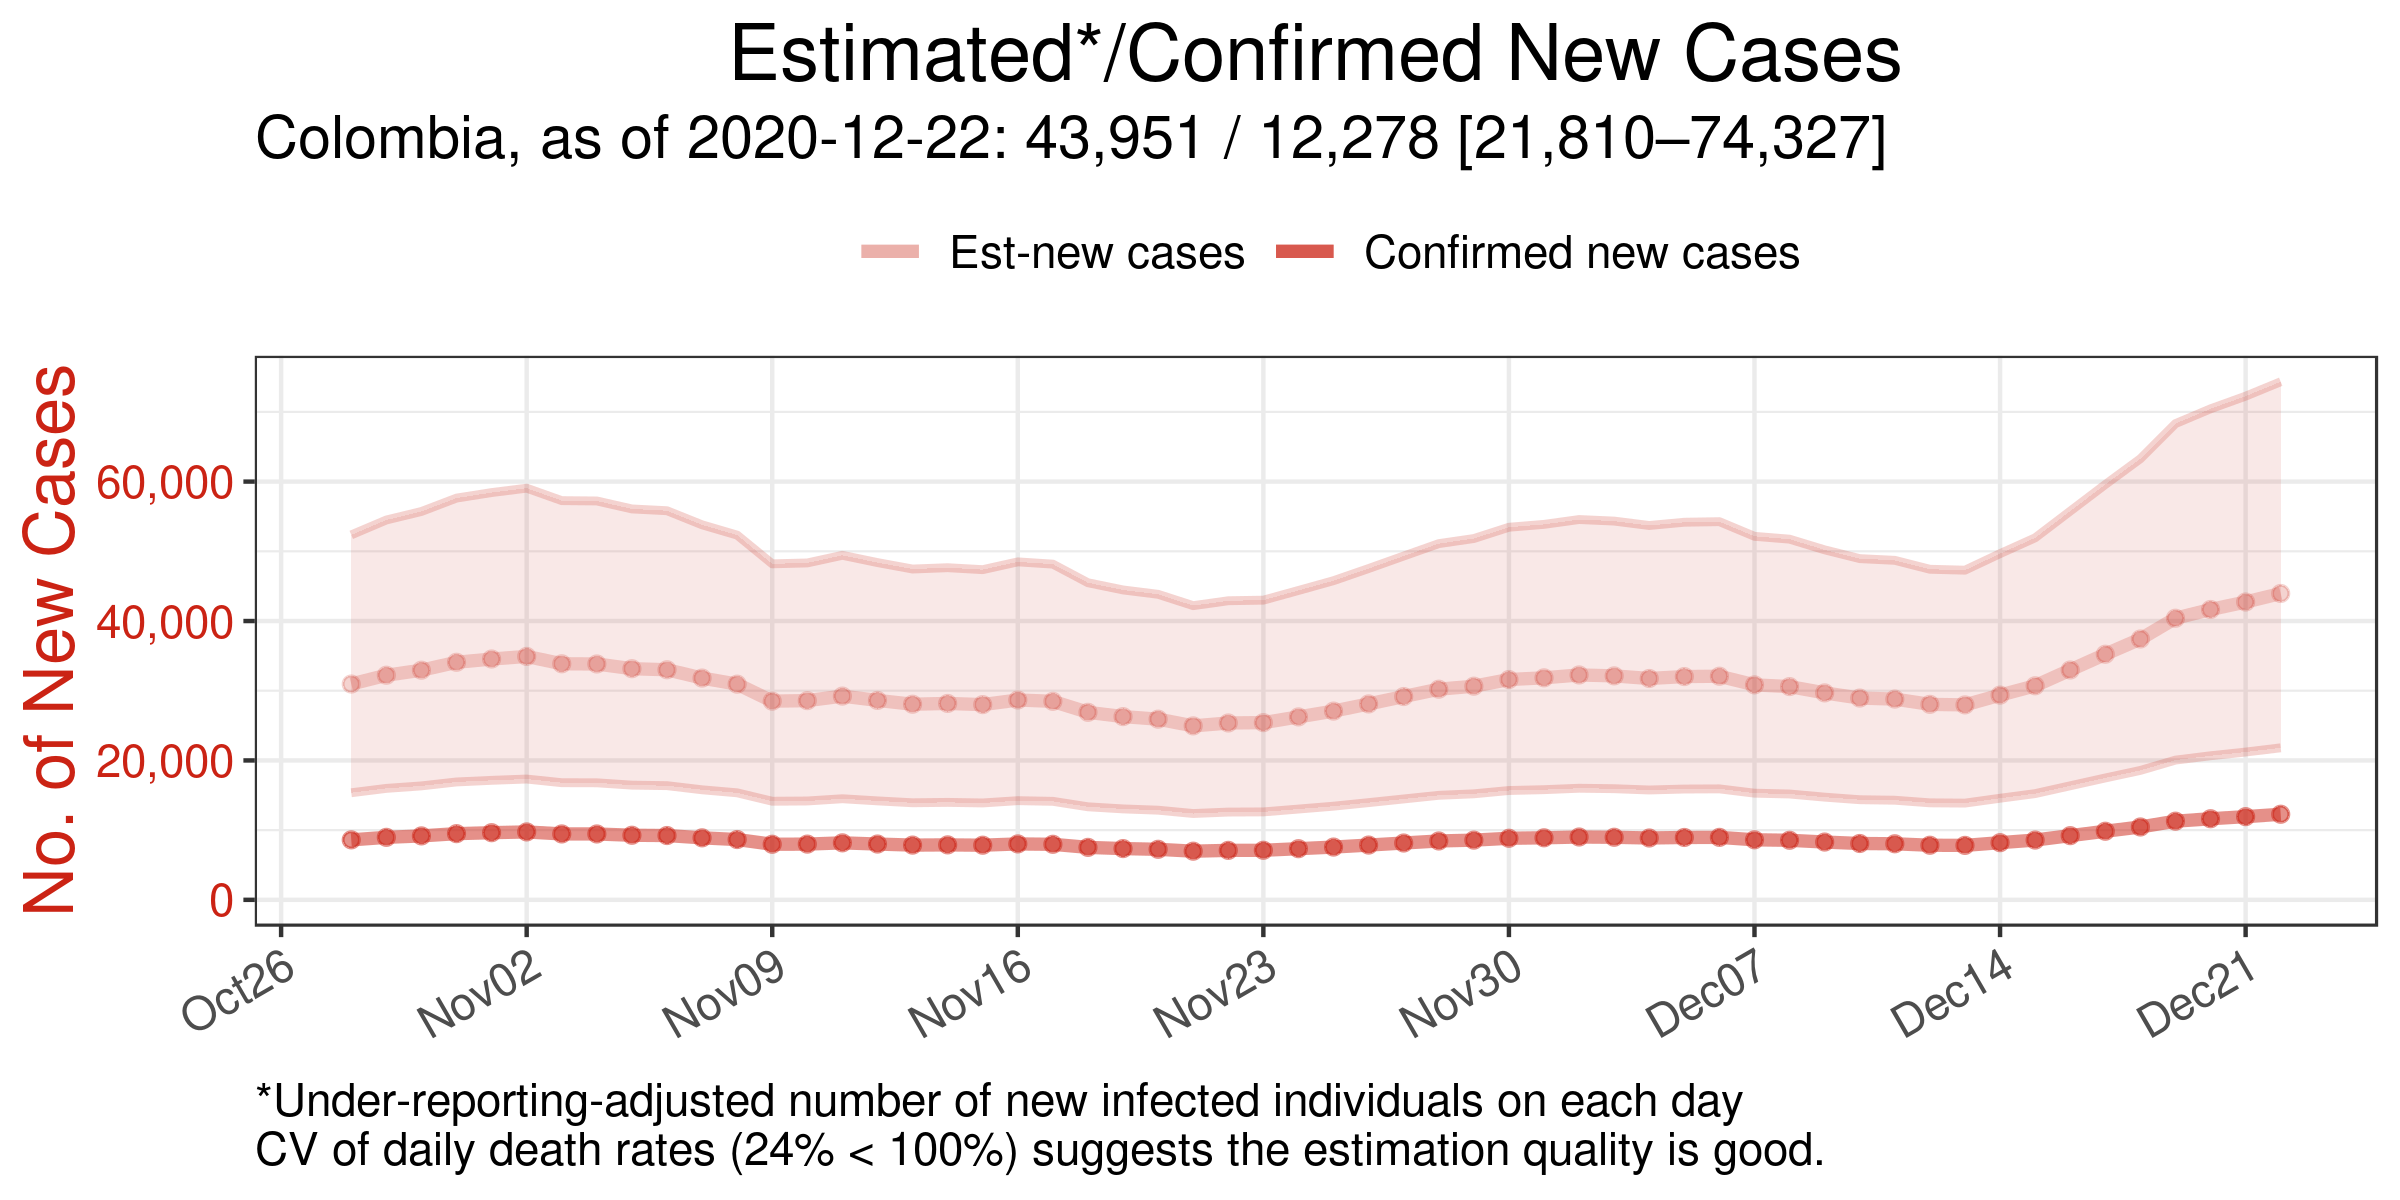 Estimated*/Confirmed New Cases
Colombia, as of 2020-12-22: 43,951 / 12,278 [21,810–74,327]
Est-new cases
Confirmed new cases
No. of New Cases
60,000
40,000
20,000
0
Oct26
Nov02
Nov09
Nov16
Nov23
Nov30
Dec07
Dec14
Dec21
*Under-reporting-adjusted number of new infected individuals on each day
CV of daily death rates (24% < 100%) suggests the estimation quality is good.